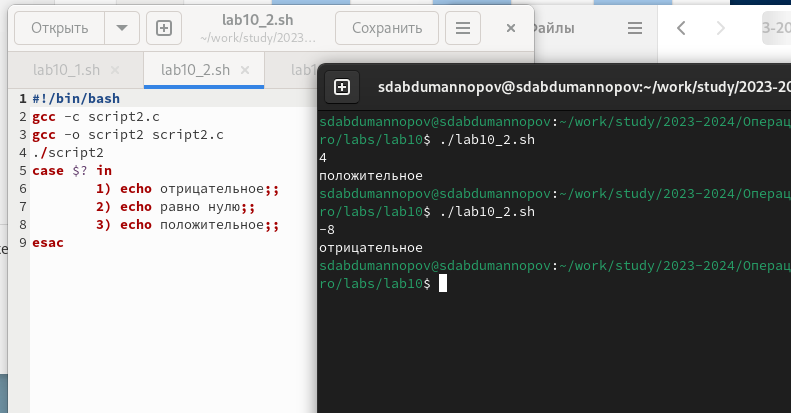 Открыть
lab10_2.sh
~/work/study/2023…
Сохранить
Файлы
3-20
lab10_1.sh
lab10_2.sh
1 #!/bin/bash
2 gcc -c script2.c
3 gcc -o script2 script2.c
4 ./script2
5 case $? in
6 1) echo отрицательное;;
7 2) echo равно нулю;;
8 3) echo положительное;;
9 esac
sdabdumannopov@sdabdumannopov:~/work/study/2023-20
sdabdumannopov@sdabdumannopov:~/work/study/2023-2024/Операц
ro/labs/lab10$ ./lab10_2.sh
4
положительное
sdabdumannopov@sdabdumannopov:~/work/study/2023-2024/Операц
ro/labs/lab10$ ./lab10_2.sh
-8
отрицательное
sdabdumannopov@sdabdumannopov:~/work/study/2023-2024/Операц
ro/labs/lab10$